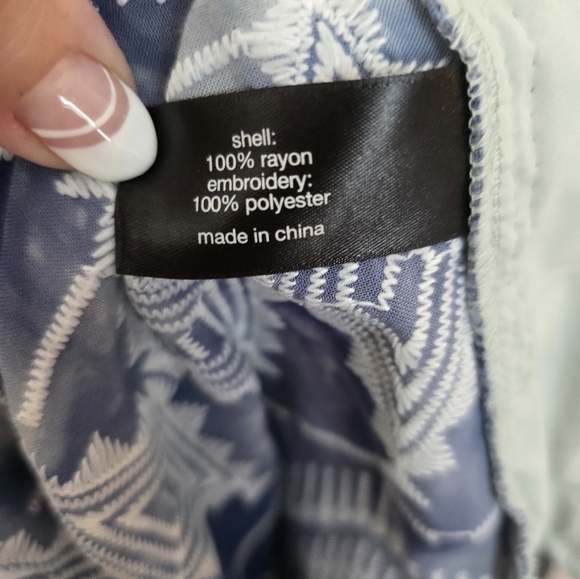 shell:
100% rayon
embroidery:
100% polyester
made in china